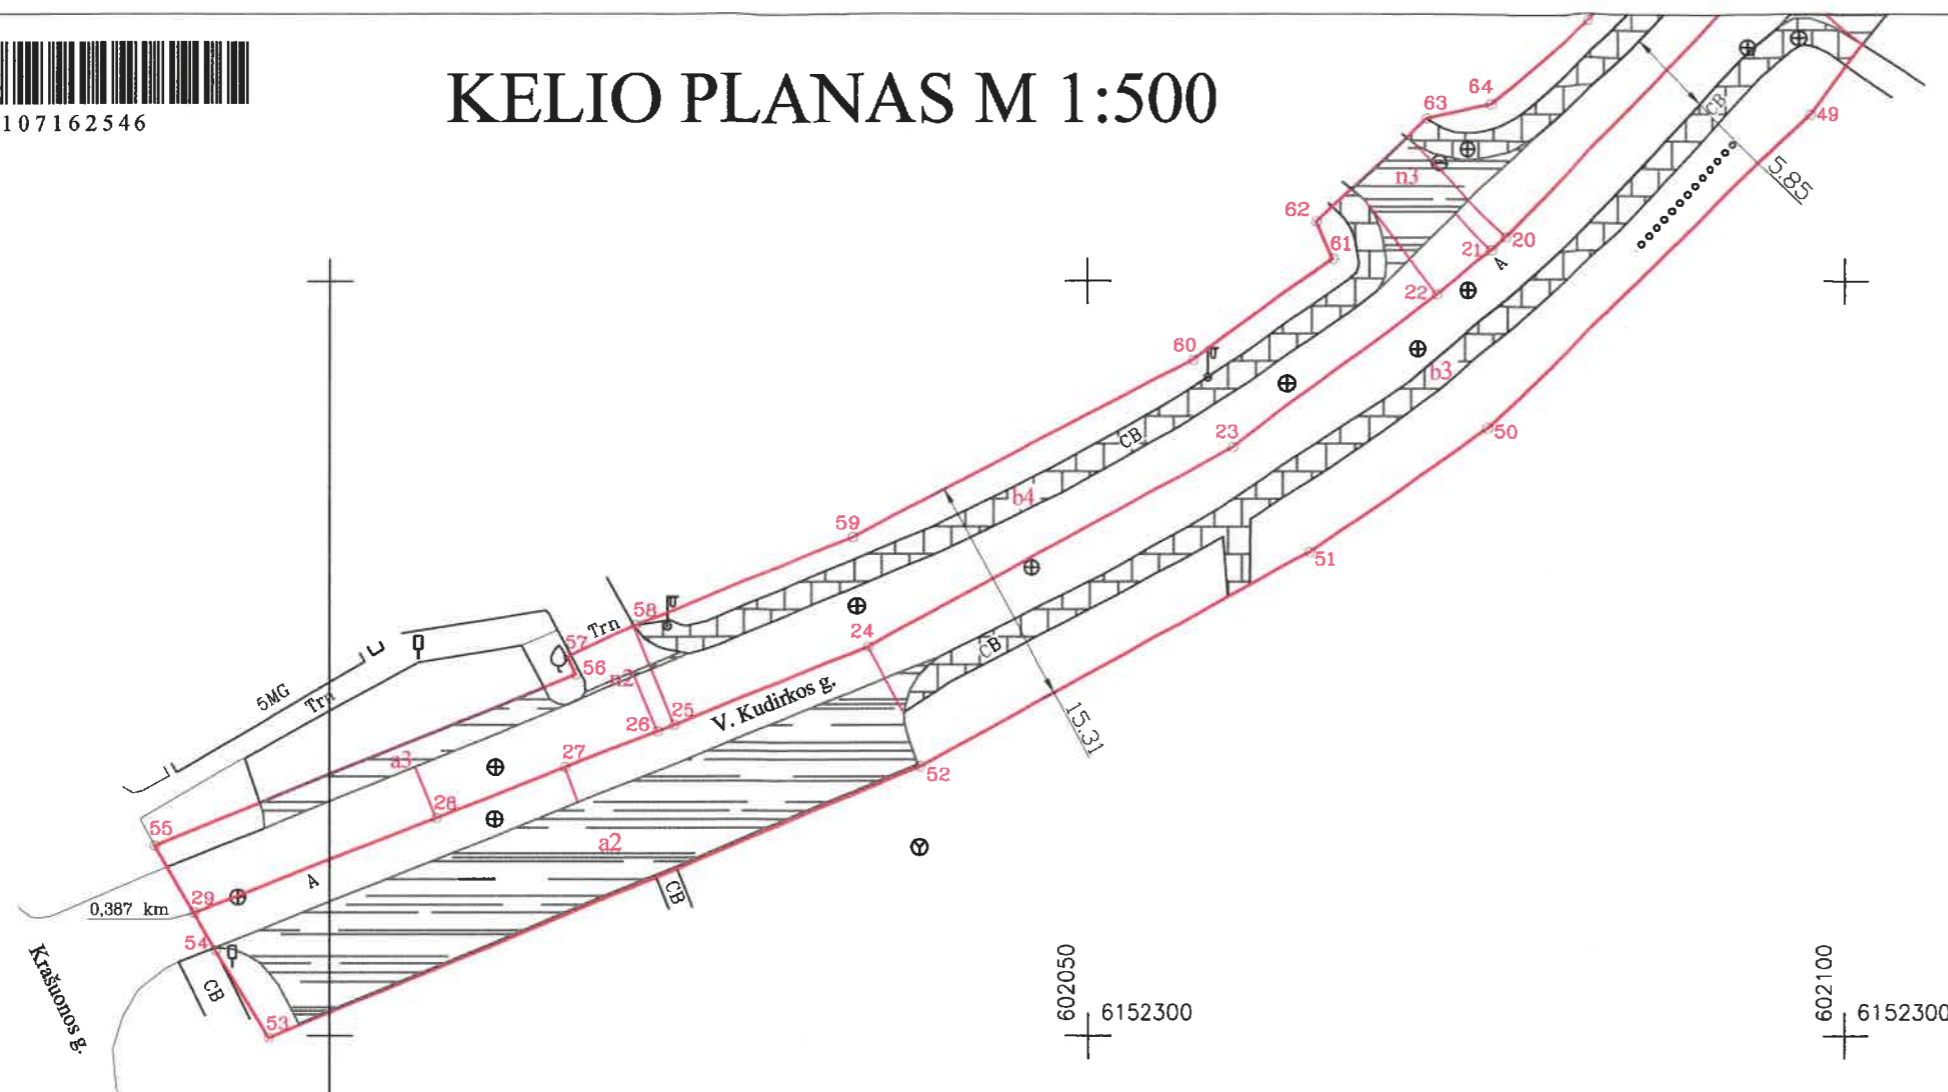 107162546
KELIO PLANAS M 1:500
64
63
49
CB
n3
5.85
62
61
20
21
A
22
60
b3
23
50
CB
b4
59
51
58
Trn
57
24
CB
56
n2
5MG
Trn
25
V. Kudirkos g.
26
15.31
27
a3
52
28
55
a2
A
29
CB
0,387 km
54
Krašuonos g.
CB
53
602050
6152300
602100
6152300